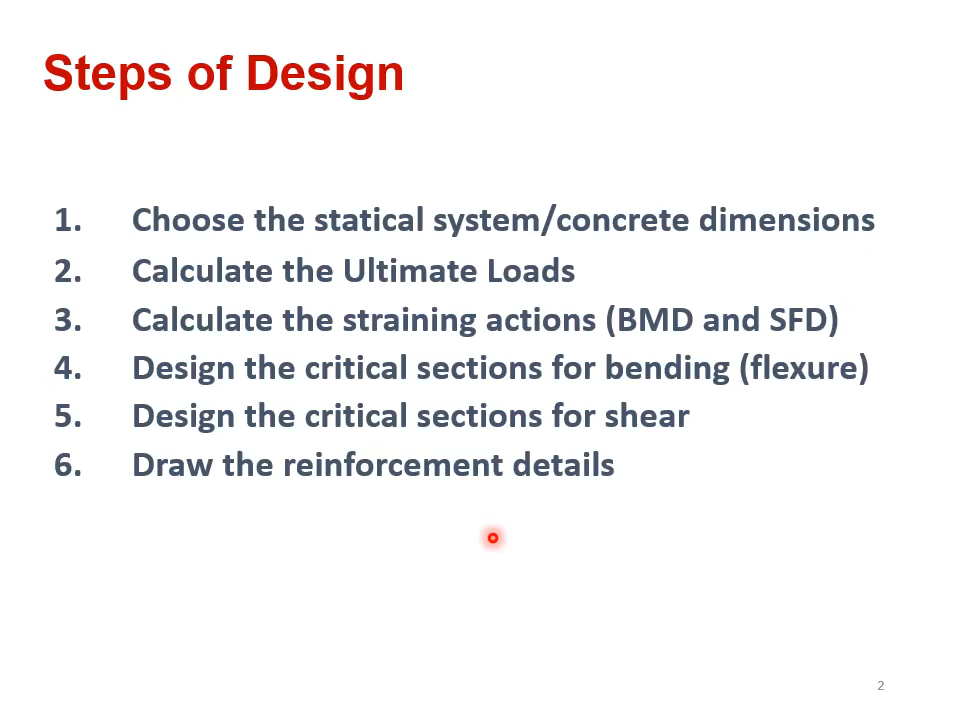 Steps of Design
1. Choose the statical system/concrete dimensions
2. Calculate the Ultimate Loads
3. Calculate the straining actions (BMD and SFD)
4. Design the critical sections for bending (flexure)
5. Design the critical sections for shear
6. Draw the reinforcement details
2